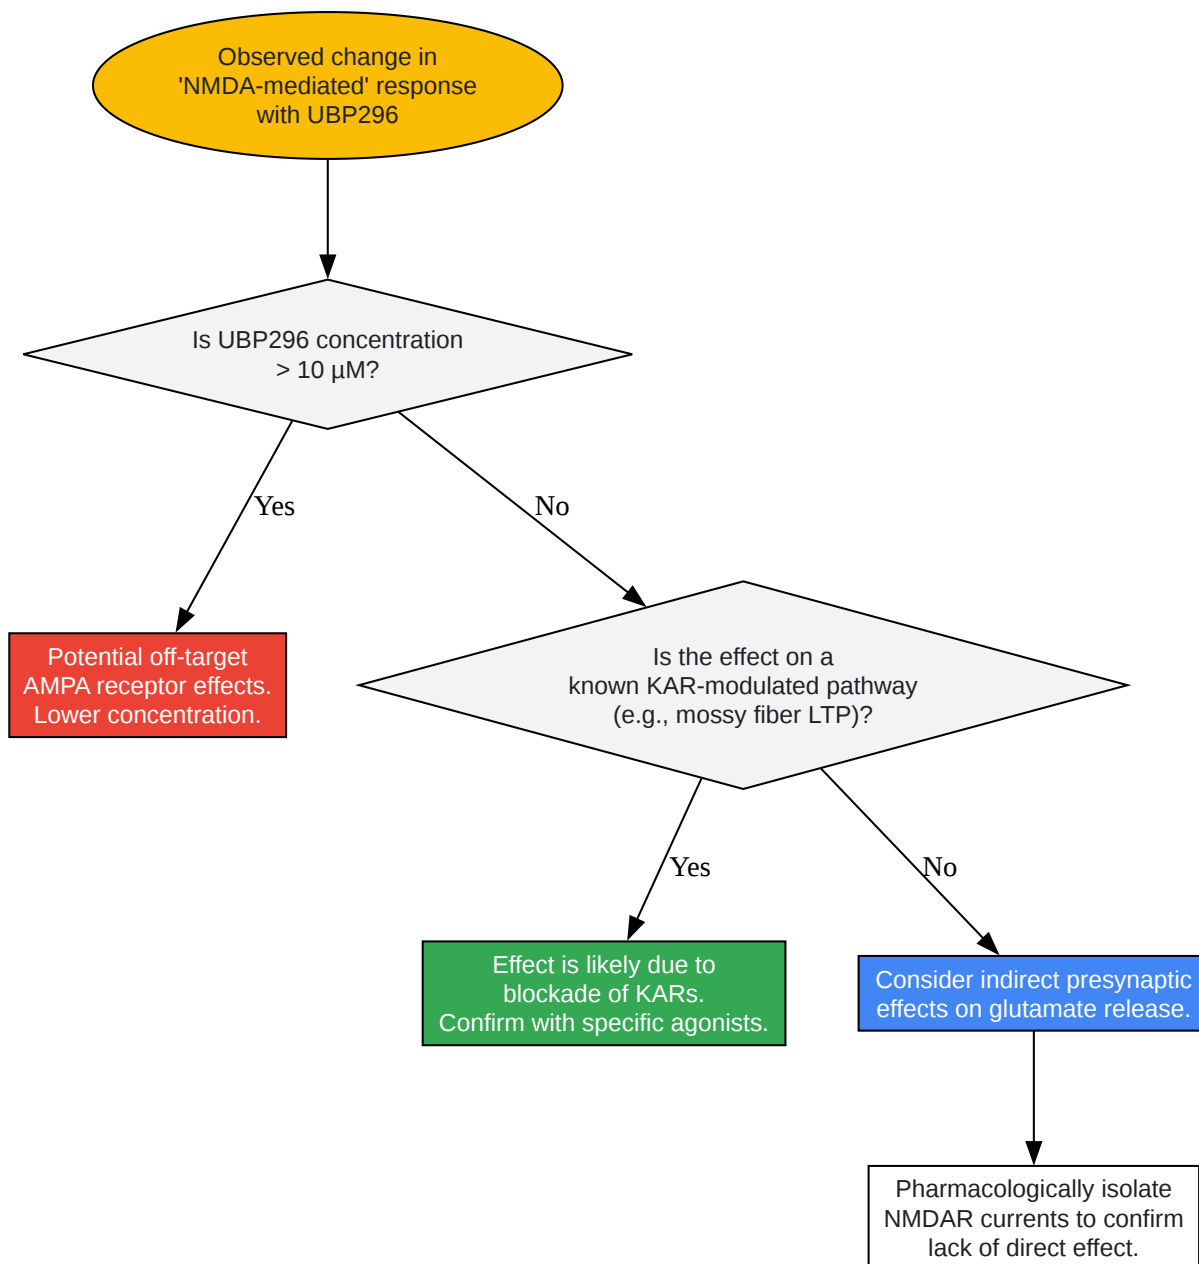 Observed change in
'NMDA-mediated' response
with UBP296
Is UBP296 concentration
> 10 µM?
Yes
No
Potential off-target
AMPA receptor effects.
Lower concentration.
Is the effect on a
known KAR-modulated pathway
(e.g., mossy fiber LTP)?
Yes
No
Effect is likely due to
blockade of KARs.
Confirm with specific agonists.
Consider indirect presynaptic
effects on glutamate release.
Pharmacologically isolate
NMDAR currents to confirm
lack of direct effect.